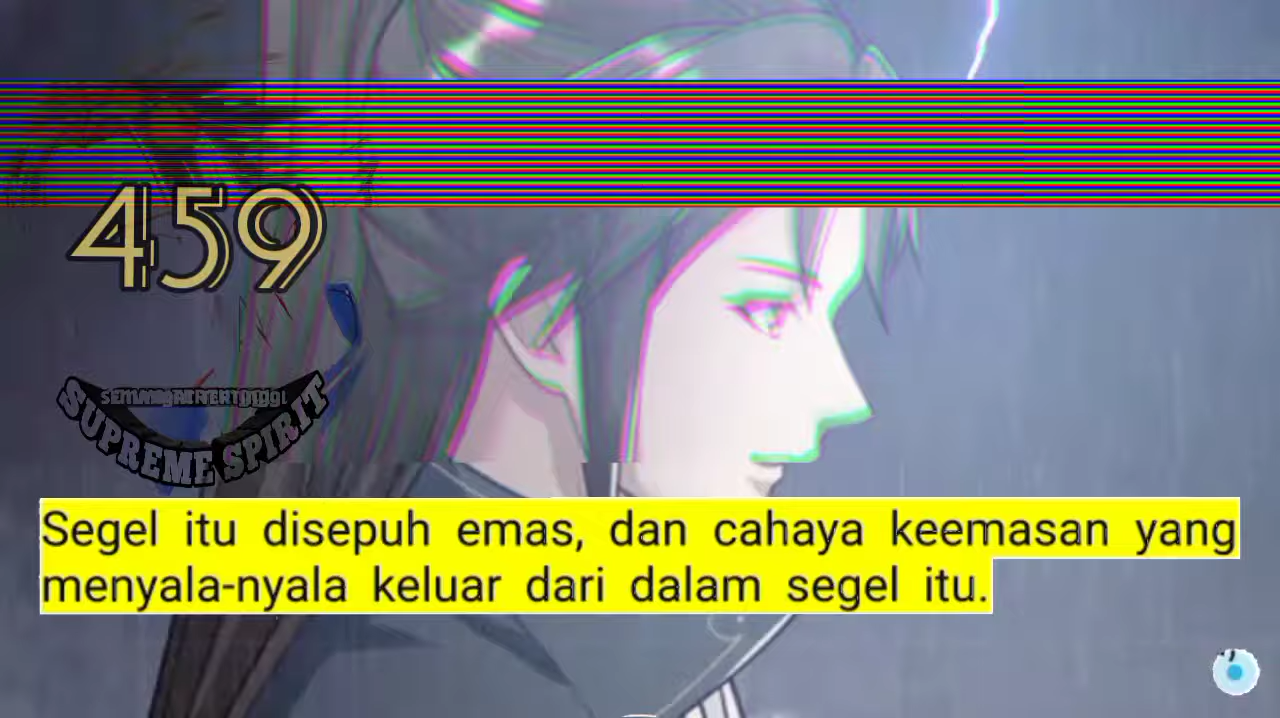 459
SUPREME SPIRIT
Segel itu disepuh emas, dan cahaya keemasan yang
menyala-nyala keluar dari dalam segel itu.